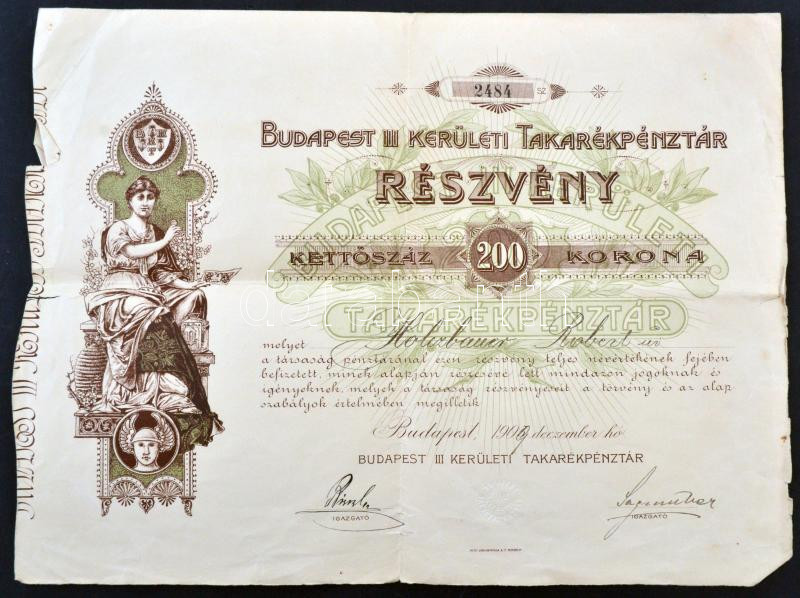 2484 SZ.
BUDAPEST III KERÜLETI TAKARÉKPÉNZTÁR
RÉSZVÉNY
KETTŐSZÁZ 200 KORONA
TAKARÉKPÉNZTÁR
melyet Holzbauer Robert úr
a társaság pénztáránál ezen részvény teljes névértékének fejében
befizetett, minek alapján részesévé lett mindazon jogoknak és
igényeknek, melyek a társaság részvényeseit a törvény és az alap
szabályok értelmében megilletik
Budapest, 1909 deczember hó
BUDAPEST III KERÜLETI TAKARÉKPÉNZTÁR
IGAZGATÓ
IGAZGATÓ